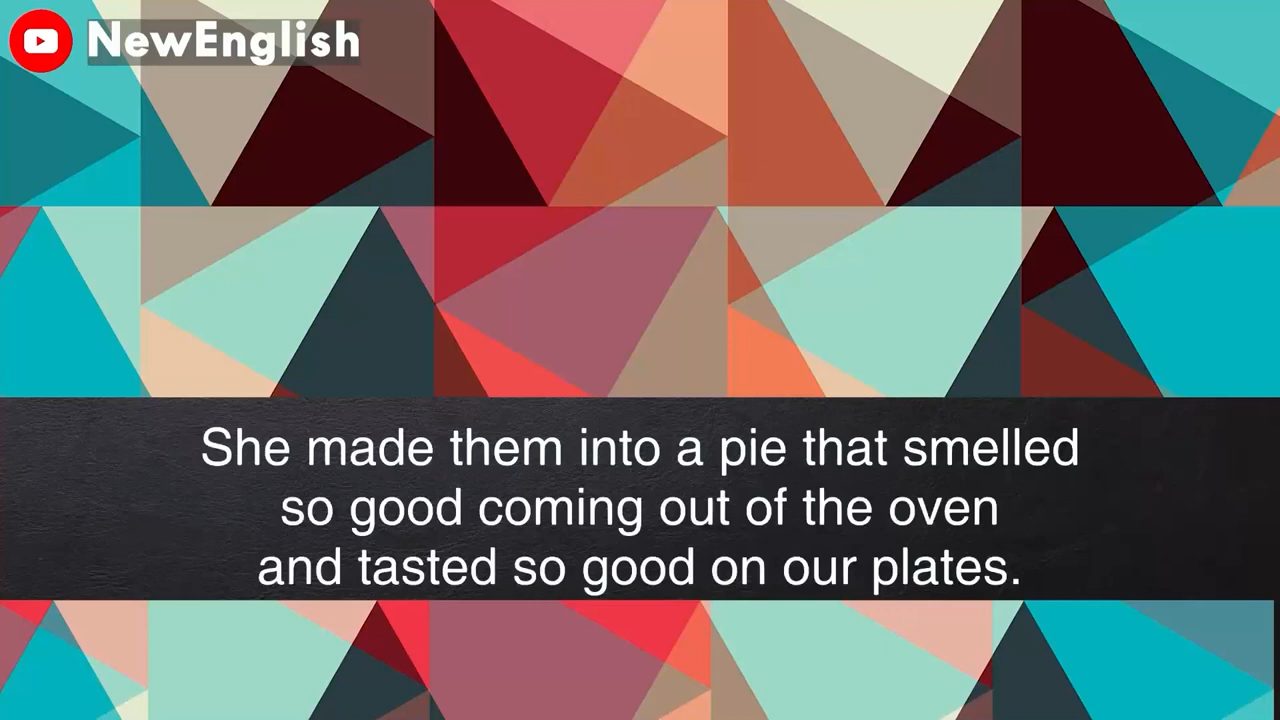 NewEnglish
She made them into a pie that smelled
so good coming out of the oven
and tasted so good on our plates.